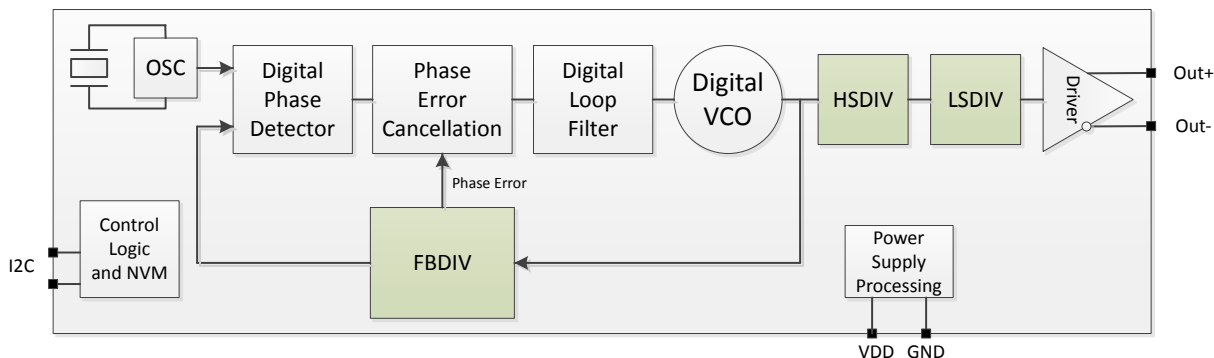 OSC
Digital
Phase
Detector
Phase
Error
Cancellation
Digital
Loop
Filter
Digital
VCO
HSDIV
LSDIV
Driver
Out+
Out-
Phase Error
FBDIV
I2C
Control
Logic
and NVM
Power
Supply
Processing
VDD
GND